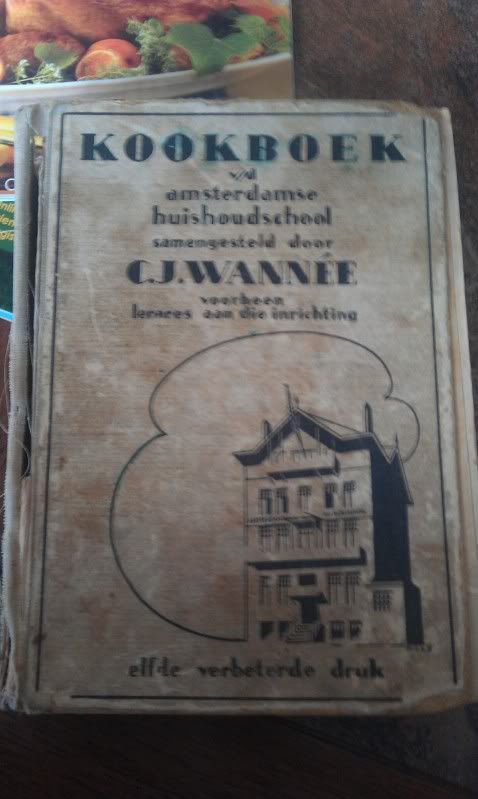 KOOKBOEK
v/d
amsterdamse
huishoudschool
samengesteld door
C.J. WANNÉE
voorheen
lerares aan die inrichting
elfde verbeterde druk